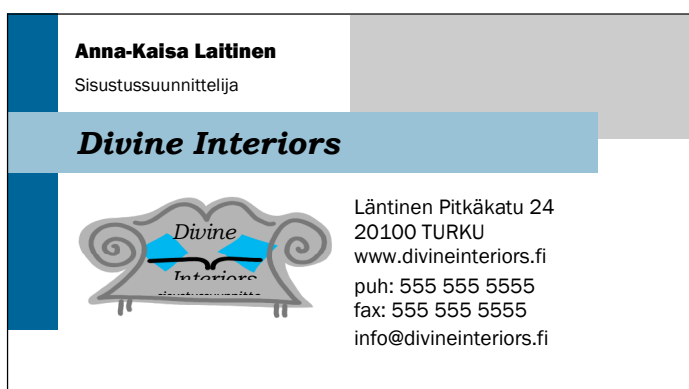 Anna-Kaisa Laitinen
Sisustussuunnittelija
Divine Interiors
Divine
Interiors
Läntinen Pitkäkatu 24
20100 TURKU
www.divineinteriors.fi
puh: 555 555 5555
fax: 555 555 5555
info@divineinteriors.fi